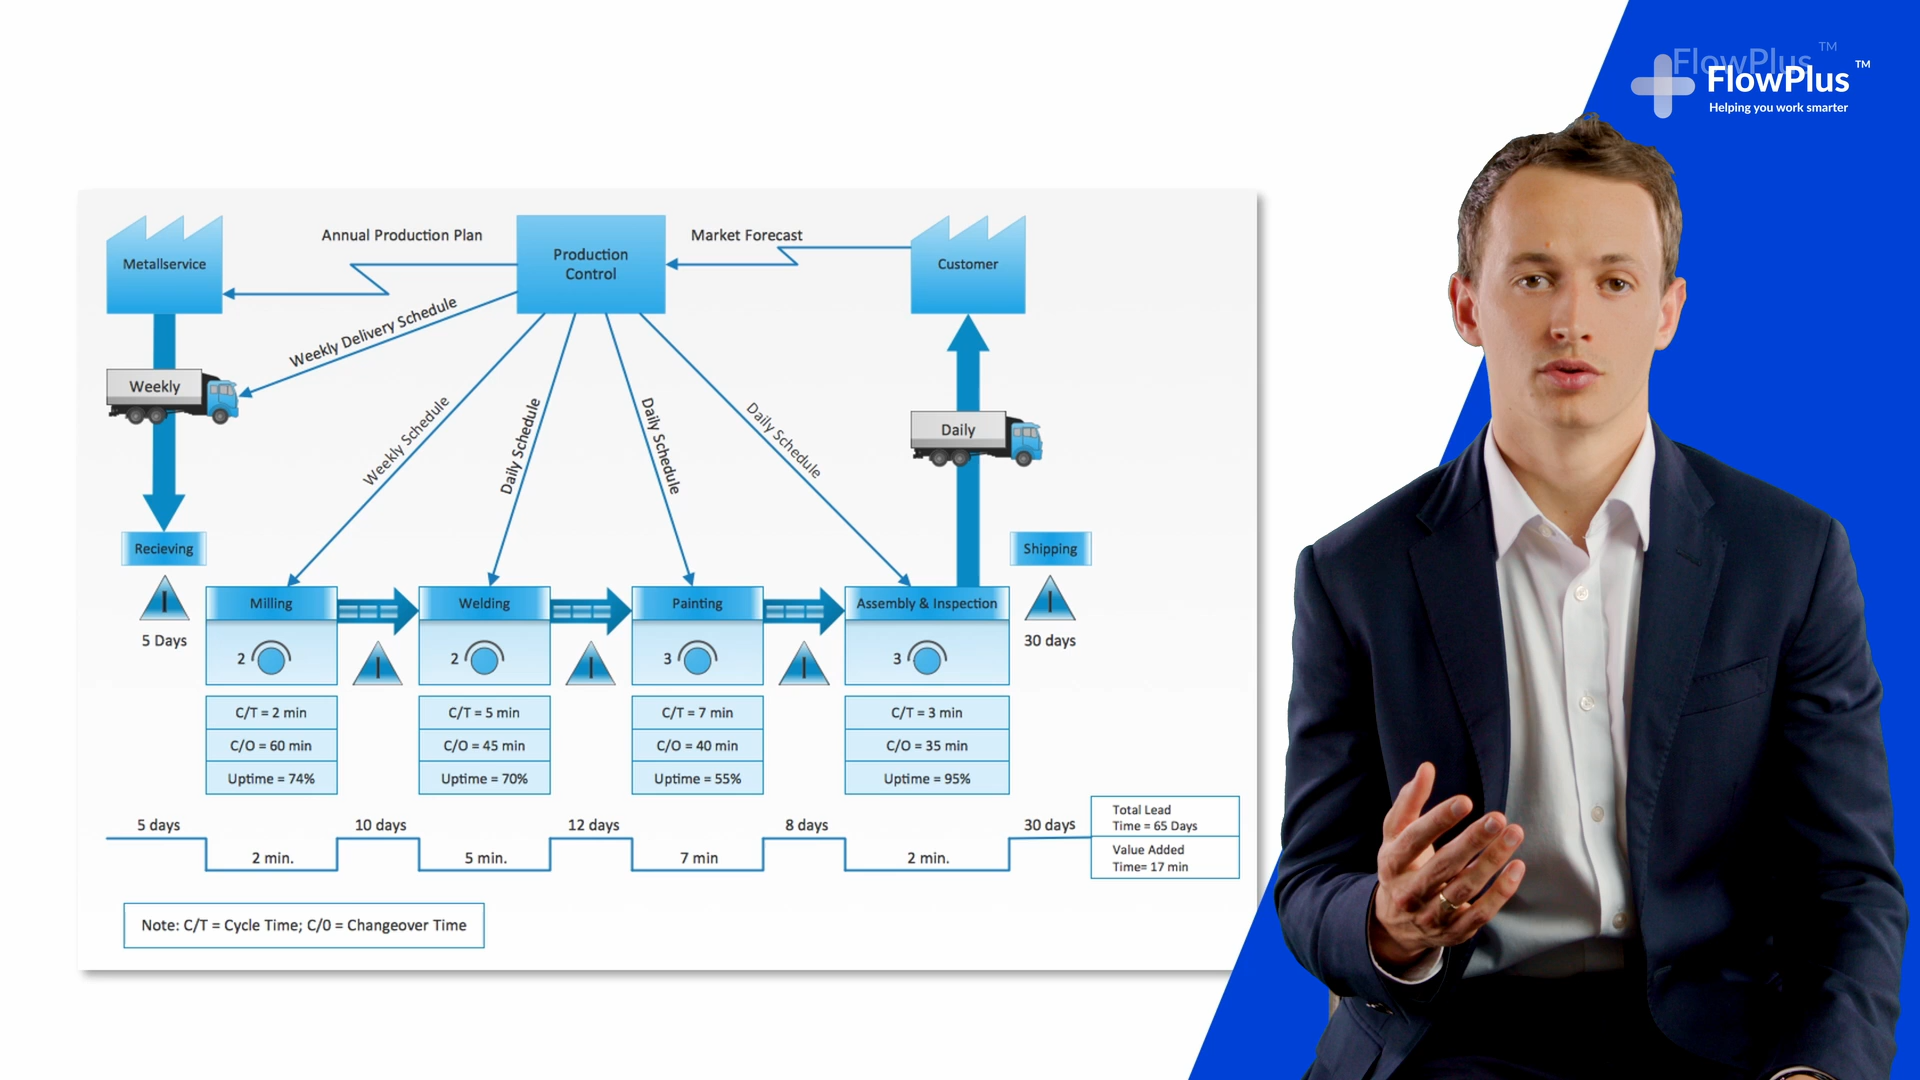 FlowPlus TM
FlowPlus TM
Helping you work smarter
Metallservice
Annual Production Plan
Production
Control
Market Forecast
Customer
Weekly Delivery Schedule
Weekly
Weekly Schedule
Daily Schedule
Daily Schedule
Daily Schedule
Daily
Recieving
Shipping
5 Days
30 days
Milling
Welding
Painting
Assembly & Inspection
2
2
3
3
I
I
I
I
I
C/T = 2 min
C/T = 5 min
C/T = 7 min
C/T = 3 min
C/O = 60 min
C/O = 45 min
C/O = 40 min
C/O = 35 min
Uptime = 74%
Uptime = 70%
Uptime = 55%
Uptime = 95%
5 days
10 days
12 days
8 days
30 days
2 min.
5 min.
7 min
2 min.
Total Lead
Time = 65 Days
Value Added
Time= 17 min
Note: C/T = Cycle Time; C/0 = Changeover Time